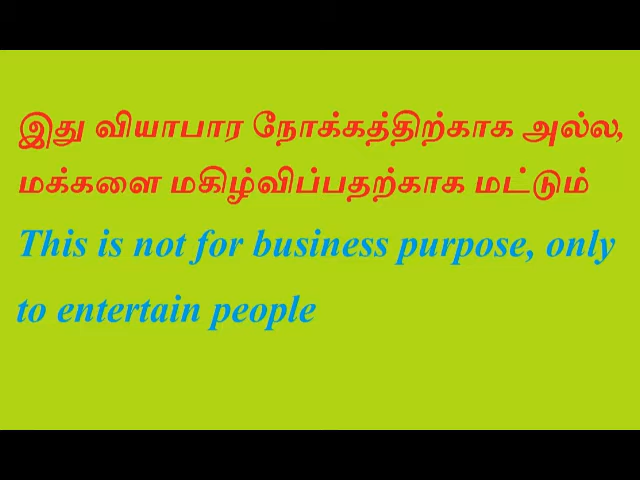 இது வியாபார நோக்கத்திற்காக அல்ல,
மக்களை மகிழ்விப்பதற்காக மட்டும்
This is not for business purpose, only
to entertain people